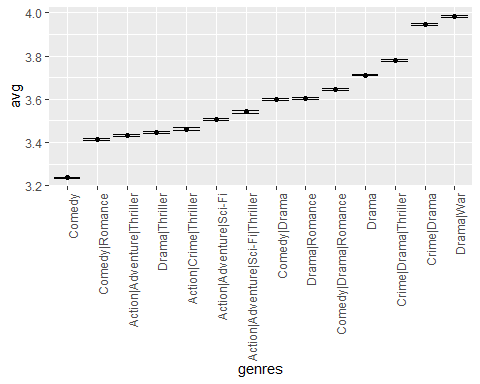 4.0
3.8
3.6
3.4
3.2
avg
Comedy
Comedy|Romance
Action|Adventure|Thriller
Drama|Thriller
Action|Crime|Thriller
Action|Adventure|Sci-Fi
Action|Adventure|Sci-Fi|Thriller
Comedy|Drama
Drama|Romance
Comedy|Drama|Romance
Drama
Crime|Drama|Thriller
Crime|Drama
Drama|War
genres